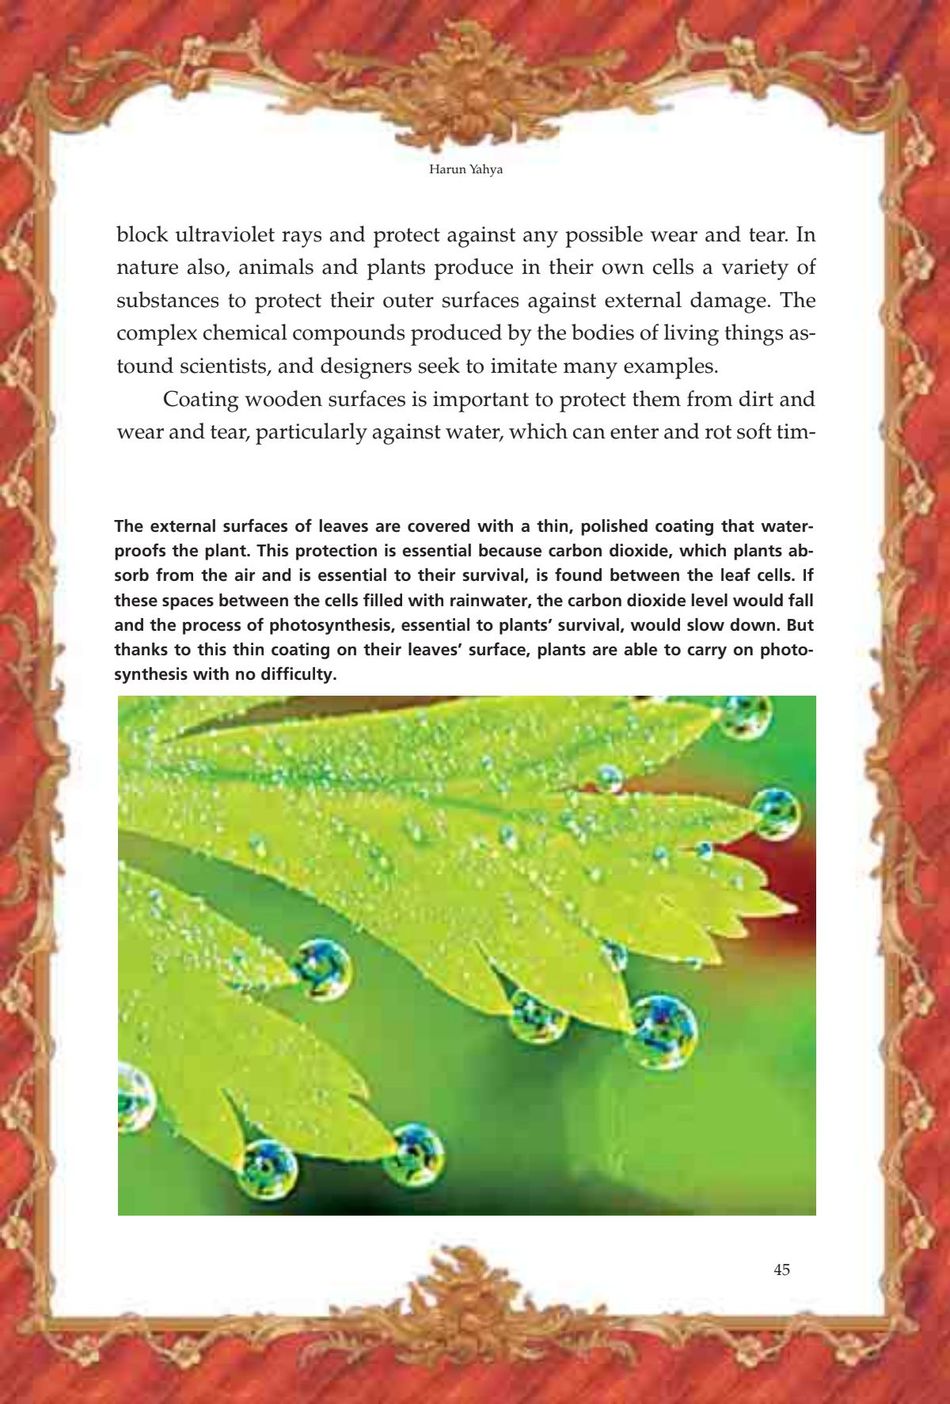 Harun Yahya
block ultraviolet rays and protect against any possible wear and tear. In
nature also, animals and plants produce in their own cells a variety of
substances to protect their outer surfaces against external damage. The
complex chemical compounds produced by the bodies of living things as-
tound scientists, and designers seek to imitate many examples.
Coating wooden surfaces is important to protect them from dirt and
wear and tear, particularly against water, which can enter and rot soft tim-
The external surfaces of leaves are covered with a thin, polished coating that water-
proofs the plant. This protection is essential because carbon dioxide, which plants ab-
sorb from the air and is essential to their survival, is found between the leaf cells. If
these spaces between the cells filled with rainwater, the carbon dioxide level would fall
and the process of photosynthesis, essential to plants’ survival, would slow down. But
thanks to this thin coating on their leaves’ surface, plants are able to carry on photo-
synthesis with no difficulty.
45